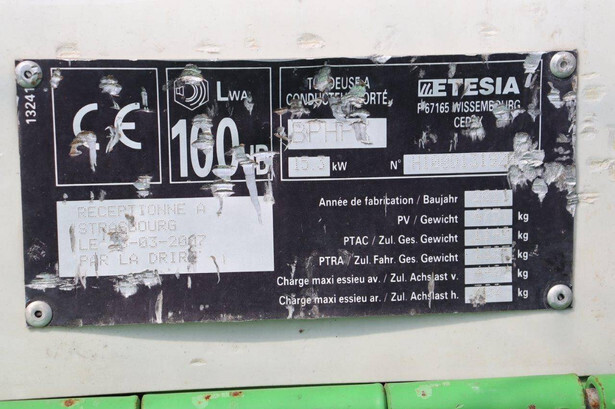 13241
CE
LWA
100 dB
TONDEUSE A
CONDUCTEUR PORTÉ
kW
N°
ETESIA
F 67165 WISSEMBOURG
CEDEX
RECEPTIONNE A
STRASBOURG
LE -03-2007
PAR LA DRIRE
Année de fabrication / Baujahr
PV / Gewicht kg
PTAC / Zul. Ges. Gewicht kg
PTRA / Zul. Fahr. Ges. Gewicht kg
Charge maxi essieu av. / Zul. Achslast v. kg
Charge maxi essieu ar. / Zul. Achslast h. kg